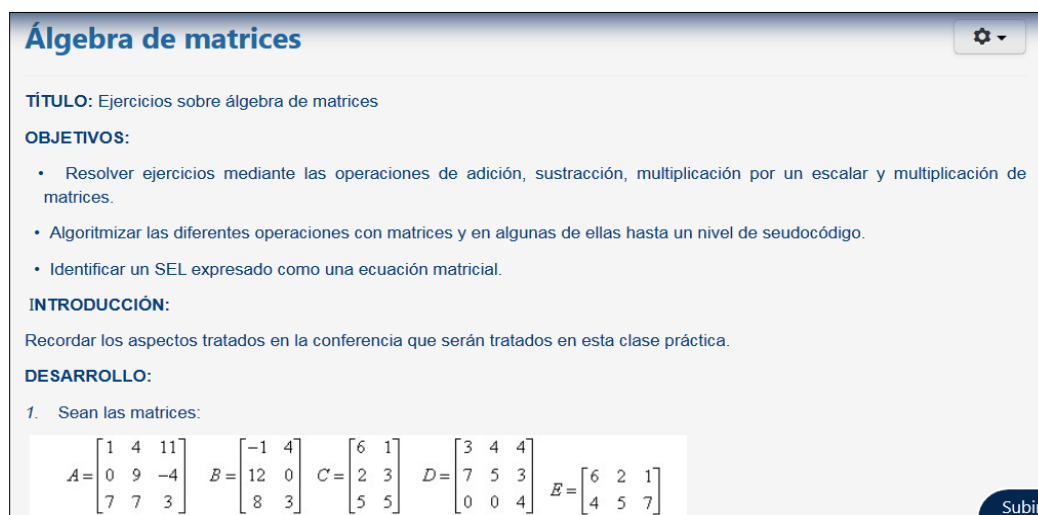 Álgebra de matrices
TÍTULO: Ejercicios sobre álgebra de matrices
OBJETIVOS:
• Resolver ejercicios mediante las operaciones de adición, sustracción, multiplicación por un escalar y multiplicación de
matrices.
• Algoritmizar las diferentes operaciones con matrices y en algunas de ellas hasta un nivel de seudocódigo.
• Identificar un SEL expresado como una ecuación matricial.
INTRODUCCIÓN:
Recordar los aspectos tratados en la conferencia que serán tratados en esta clase práctica.
DESARROLLO:
1. Sean las matrices:
A = [1 4 11; 0 9 -4; 7 7 3] B = [-1 4; 12 0; 8 3] C = [6 1; 2 3; 5 5] D = [3 4 4; 7 5 3; 0 0 4] E = [6 2 1; 4 5 7]
Subir